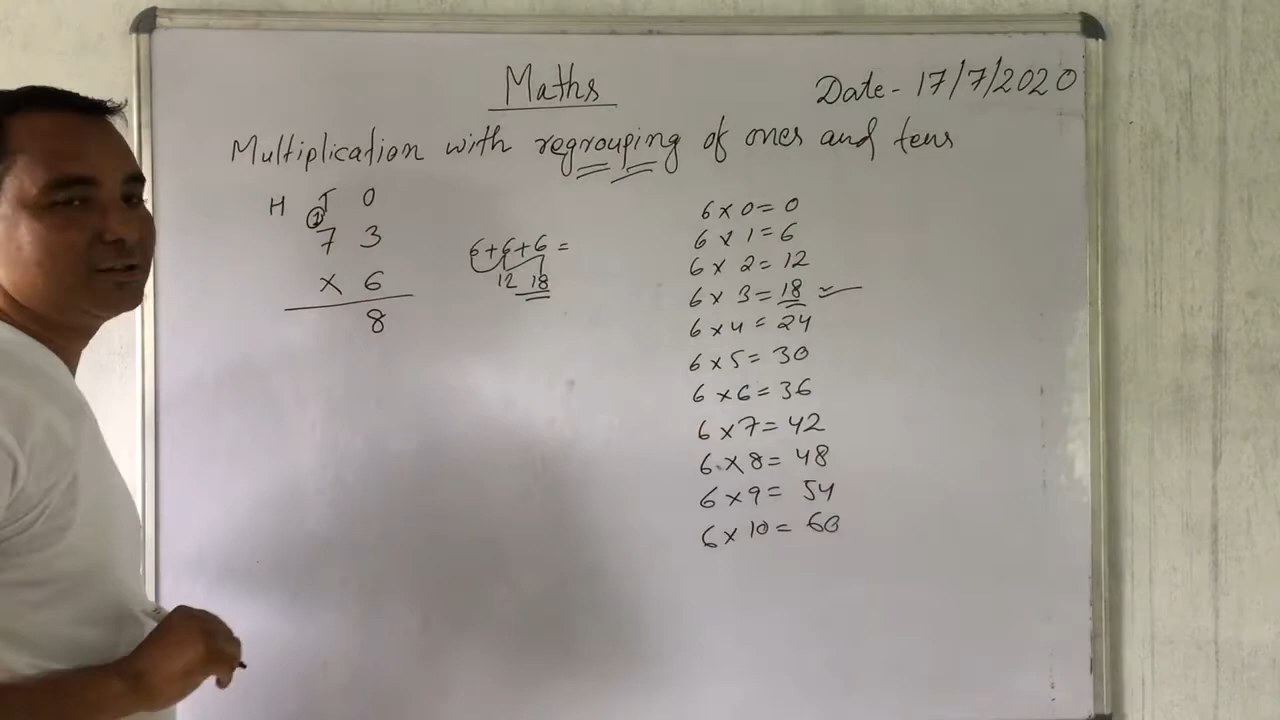 Maths
Date- 17/7/2020
Multiplication with regrouping of ones and tens
H T O
1
7 3
× 6
8
6+6+6=
12 18
6 × 0 = 0
6 × 1 = 6
6 × 2 = 12
6 × 3 = 18
6 × 4 = 24
6 × 5 = 30
6 × 6 = 36
6 × 7 = 42
6 × 8 = 48
6 × 9 = 54
6 × 10 = 60